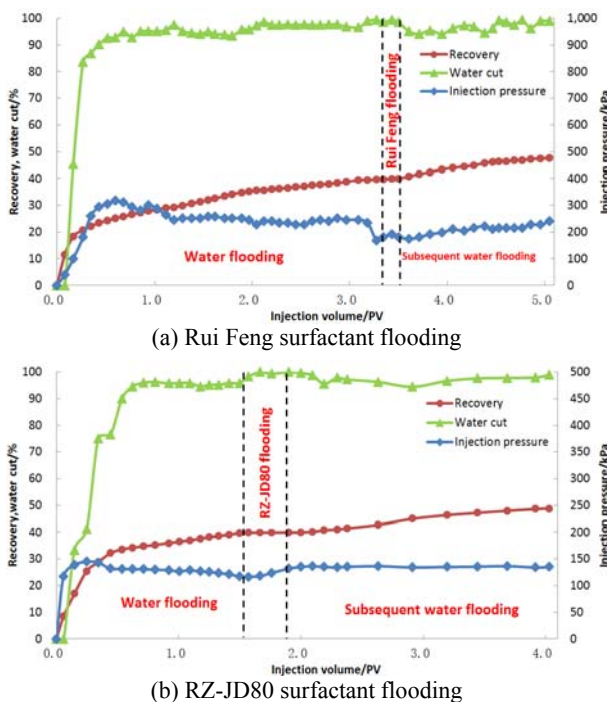 100
90
80
70
60
50
40
30
20
10
0
Recovery, water cut/%
1,000
900
800
700
600
500
400
300
200
100
0
Injection pressure/kPa
Recovery
Water cut
Injection pressure
Rui Feng flooding
Water flooding
Subsequent water flooding
0.0 1.0 2.0 3.0 4.0 5.0
Injection volume/PV
(a) Rui Feng surfactant flooding
100
90
80
70
60
50
40
30
20
10
0
Recovery,water cut/%
500
450
400
350
300
250
200
150
100
50
0
Injection pressure/kPa
Recovery
Water cut
Injection pressure
RZ-JD80 flooding
Water flooding
Subsequent water flooding
0.0 1.0 2.0 3.0 4.0
Injection volume/PV
(b) RZ-JD80 surfactant flooding